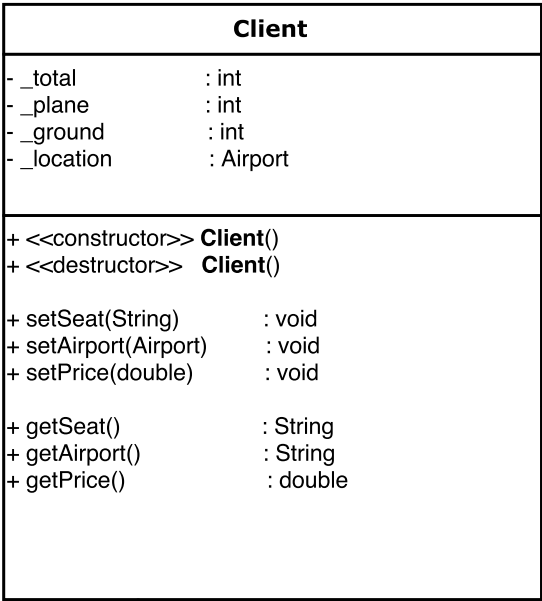 Client
- _total : int
- _plane : int
- _ground : int
- _location : Airport
+ <<constructor>> Client()
+ <<destructor>> Client()
+ setSeat(String) : void
+ setAirport(Airport) : void
+ setPrice(double) : void
+ getSeat() : String
+ getAirport() : String
+ getPrice() : double